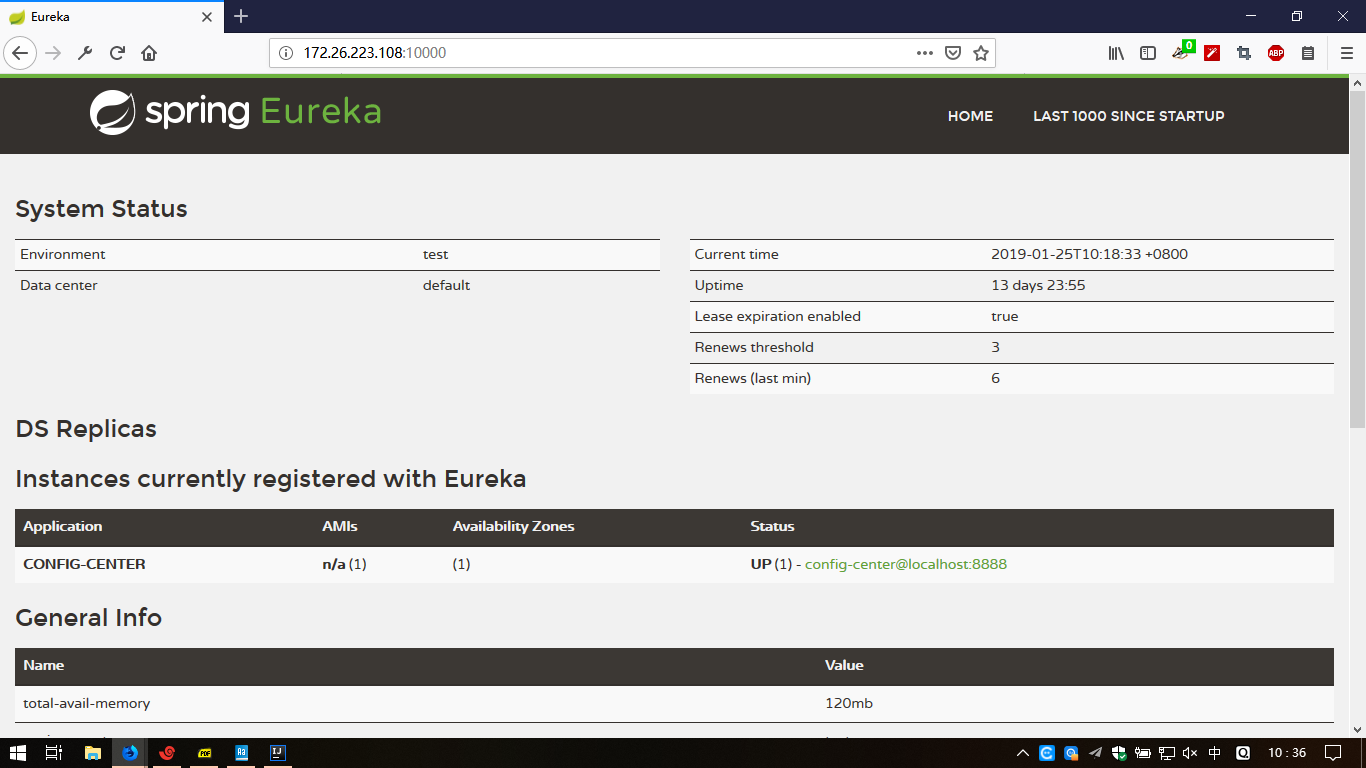 Eureka
172.26.223.108:10000
0
ABP
spring Eureka
HOME LAST 1000 SINCE STARTUP
System Status
Environment test
Data center default
Current time 2019-01-25T10:18:33 +0800
Uptime 13 days 23:55
Lease expiration enabled true
Renews threshold 3
Renews (last min) 6
DS Replicas
Instances currently registered with Eureka
Application AMIs Availability Zones Status
CONFIG-CENTER n/a (1) (1) UP (1) - config-center@localhost:8888
General Info
Name Value
total-avail-memory 120mb
PDF
IJ
中
10 : 36